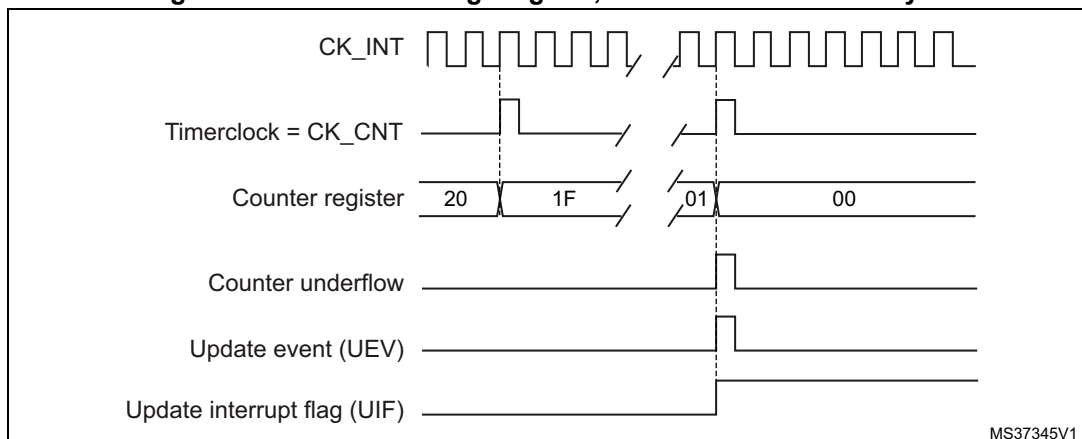 CK_INT
Timerclock = CK_CNT
Counter register
20
1F
01
00
Counter underflow
Update event (UEV)
Update interrupt flag (UIF)
MS37345V1